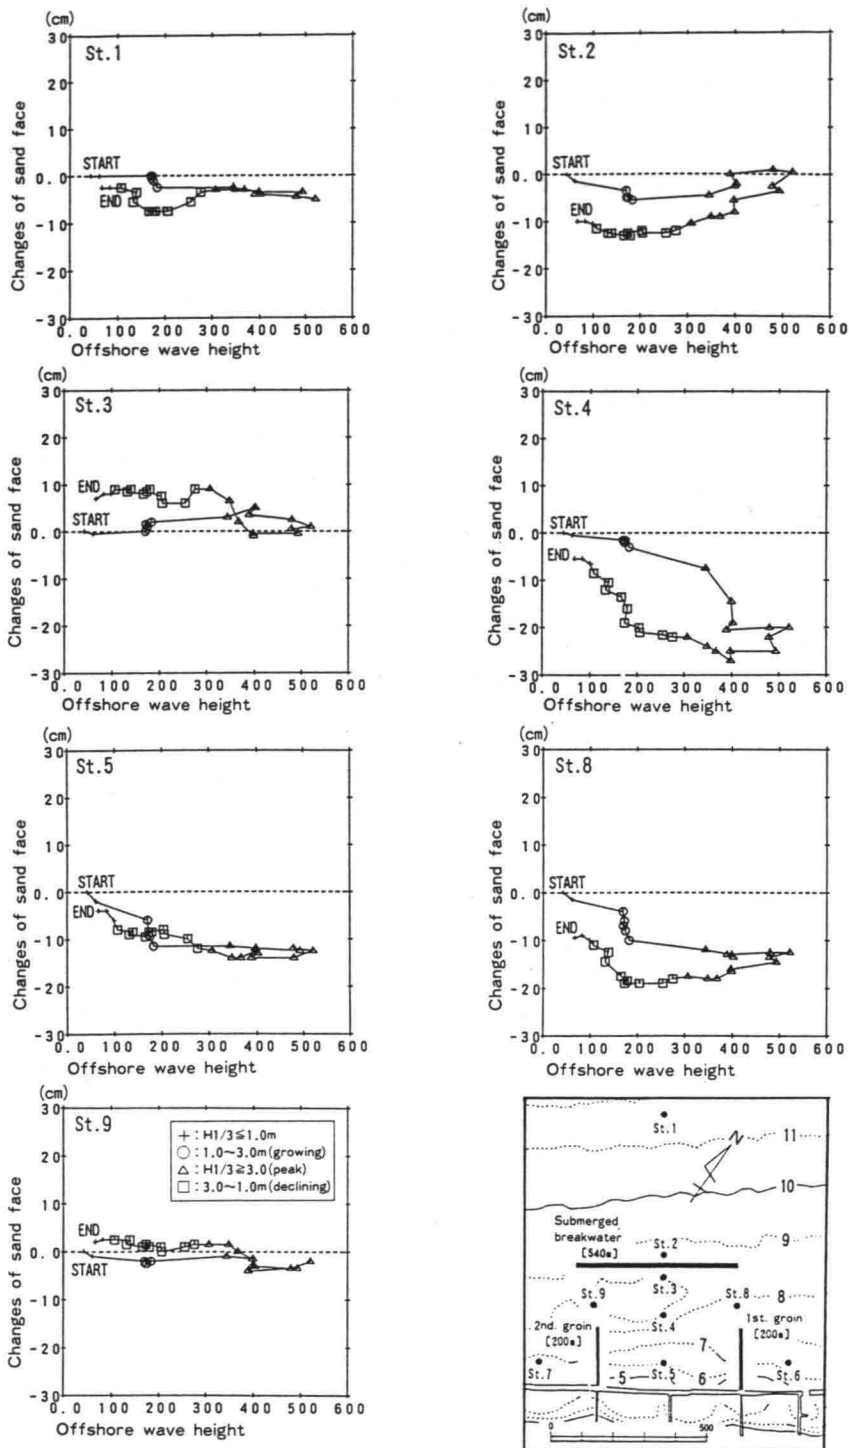 (cm)
St.1
30
20
10
0.0
-10
-20
-30
START
END
Changes of sand face
0.0 100 200 300 400 500 600
Offshore wave height
(cm)
St.2
30
20
10
0.0
-10
-20
-30
START
END
Changes of sand face
0.0 100 200 300 400 500 600
Offshore wave height
(cm)
St.3
30
20
10
0.0
-10
-20
-30
END
START
Changes of sand face
0.0 100 200 300 400 500 600
Offshore wave height
(cm)
St.4
30
20
10
0.0
-10
-20
-30
START
END
Changes of sand face
0.0 100 200 300 400 500 600
Offshore wave height
(cm)
St.5
30
20
10
0.0
-10
-20
-30
START
END
Changes of sand face
0.0 100 200 300 400 500 600
Offshore wave height
(cm)
St.8
30
20
10
0.0
-10
-20
-30
START
END
Changes of sand face
0.0 100 200 300 400 500 600
Offshore wave height
(cm)
St.9
30
20
10
0.0
-10
-20
-30
+ : H1/3≦1.0m
○ : 1.0~3.0m(growing)
△ : H1/3≧3.0(peak)
□ : 3.0~1.0m(declining)
END
START
Changes of sand face
0.0 100 200 300 400 500 600
Offshore wave height
St.1
11
N
10
Submerged
breakwater
[540m]
St.2
9
St.3
8
St.9
St.8
St.4
2nd. groin
[200m]
1st. groin
[200m]
7
St.7
5
St.5
6
St.6
0 500